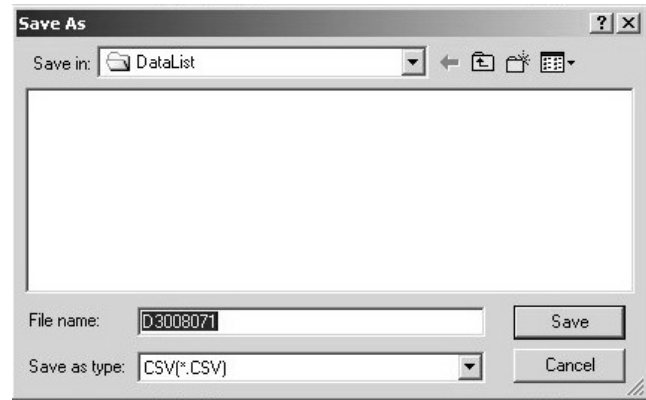 Save As
Save in: DataList
File name: D3008071 Save
Save as type: CSV(*.CSV) Cancel